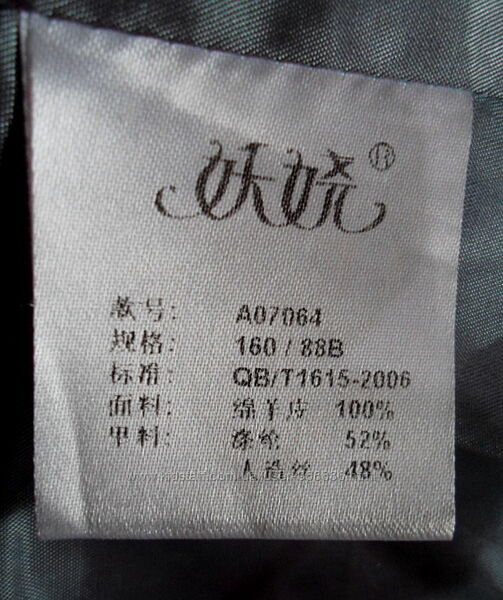 妖娆®
款号: A07064
规格: 160 / 88B
标准: QB/T1615-2006
面料: 绵羊皮 100%
里料: 涤纶 52%
人造丝 48%